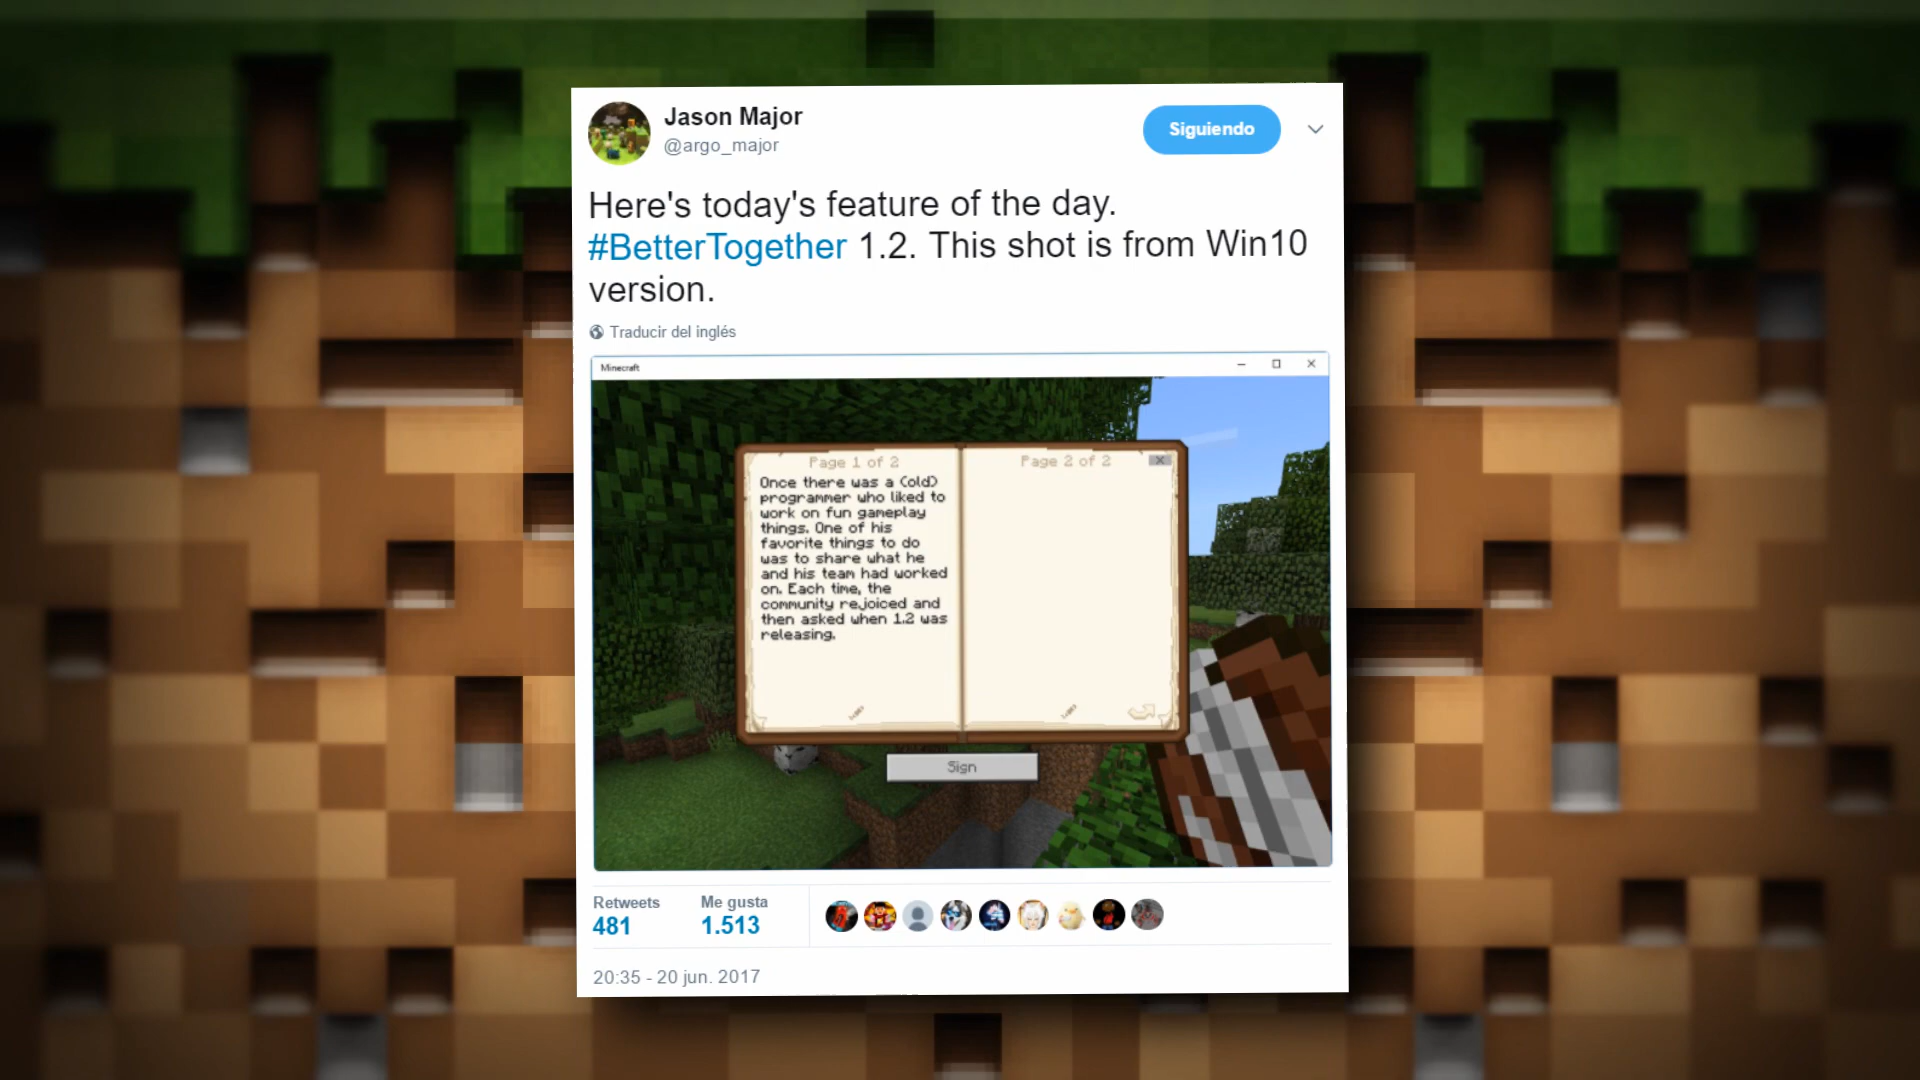 Jason Major
@argo_major
Siguiendo
Here's today's feature of the day.
#BetterTogether 1.2. This shot is from Win10
version.
Traducir del inglés
Minecraft
Page 1 of 2
Once there was a (old)
programmer who liked to
work on fun gameplay
things. One of his
favorite things to do
was to share what he
and his team had worked
on. Each time, the
community rejoiced and
then asked when 1.2 was
releasing.
Page 2 of 2
Sign
Retweets
481
Me gusta
1.513
20:35 - 20 jun. 2017